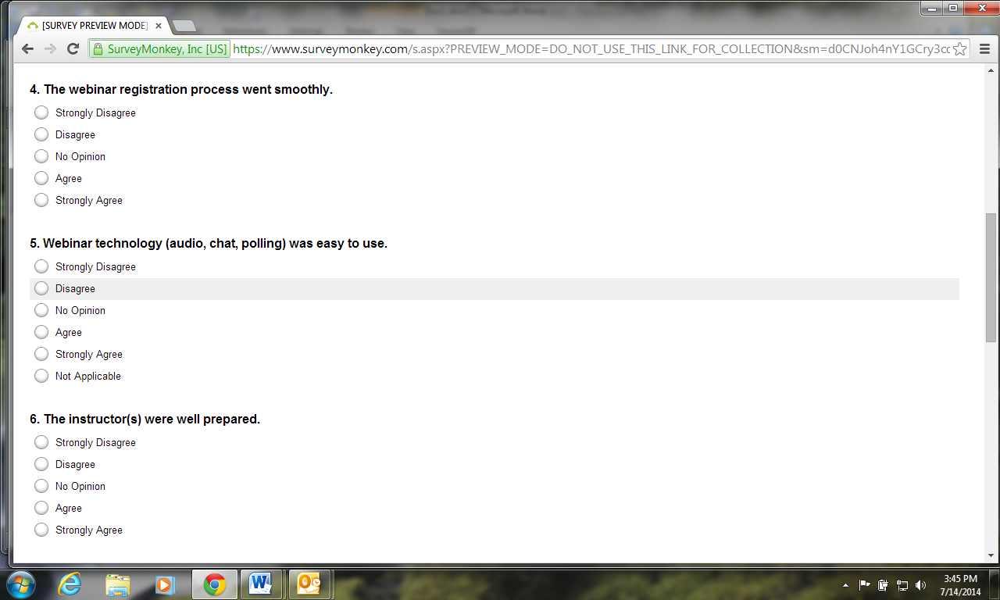 [SURVEY PREVIEW MODE]
SurveyMonkey, Inc [US] https://www.surveymonkey.com/s.aspx?PREVIEW_MODE=DO_NOT_USE_THIS_LINK_FOR_COLLECTION&sm=d0CNJoh4nY1GCry3cc
4. The webinar registration process went smoothly.
Strongly Disagree
Disagree
No Opinion
Agree
Strongly Agree
5. Webinar technology (audio, chat, polling) was easy to use.
Strongly Disagree
Disagree
No Opinion
Agree
Strongly Agree
Not Applicable
6. The instructor(s) were well prepared.
Strongly Disagree
Disagree
No Opinion
Agree
Strongly Agree
3:45 PM
7/14/2014